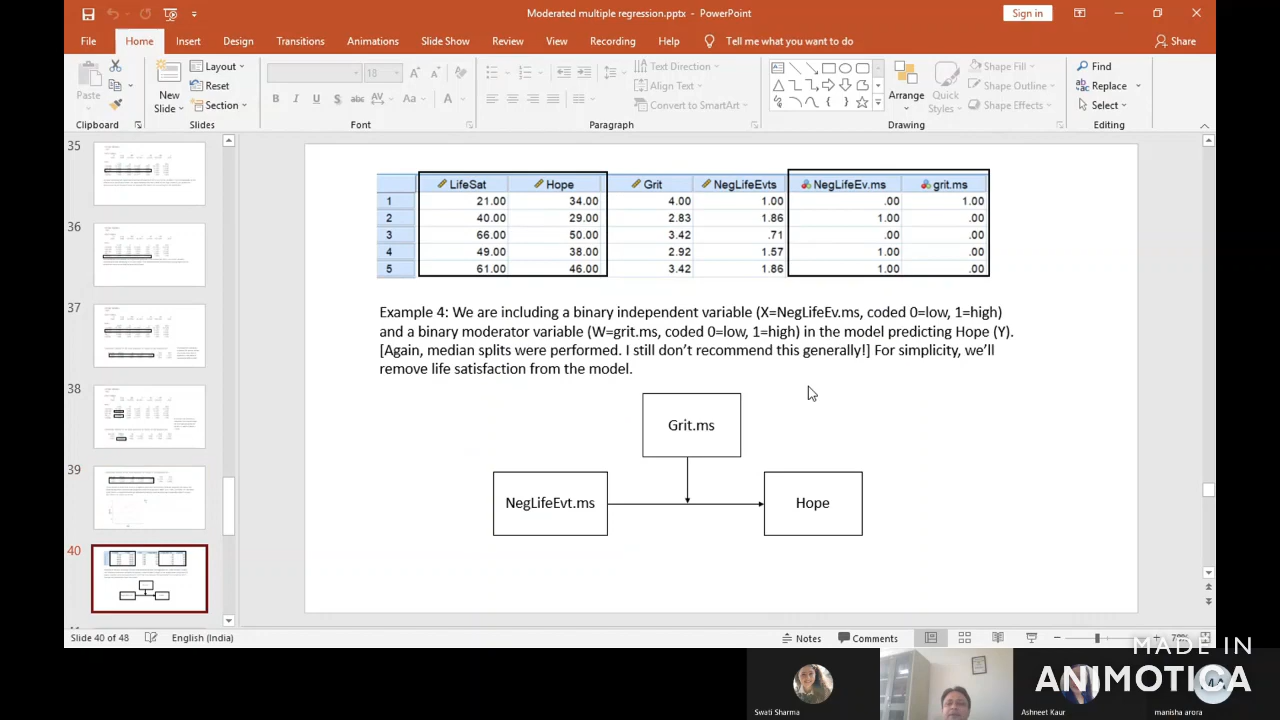 Moderated multiple regression.pptx - PowerPoint
Sign in
File Home Insert Design Transitions Animations Slide Show Review View Recording Help Tell me what you want to do Share
Paste New Slide Layout Reset Section 18 Text Direction Align Text Convert to SmartArt Arrange Quick Styles Shape Fill Shape Outline Shape Effects Find Replace Select
B I U S abc AV Aa A
Clipboard Slides Font Paragraph Drawing Editing
35
36
37
38
39
40
LifeSat Hope Grit NegLifeEvts NegLifeEv.ms grit.ms
1 21.00 34.00 4.00 1.00 .00 1.00
2 40.00 29.00 2.83 1.86 1.00 .00
3 66.00 50.00 3.42 .71 .00 .00
4 49.00 38.00 2.92 1.57 1.00 .00
5 61.00 46.00 3.42 1.86 1.00 .00
Example 4: We are including a binary independent variable (X=NegLifeEv.ms, coded 0=low, 1=high)
and a binary moderator variable (W=grit.ms, coded 0=low, 1=high) in the model predicting Hope (Y).
[Again, median splits were performed. I still don't recommend this generally!] For simplicity, we'll
remove life satisfaction from the model.
Grit.ms
NegLifeEvt.ms
Hope
Slide 40 of 48 English (India) Notes Comments
MADE IN
ANIMOTICA
Swati Sharma
Ashneet Kaur
manisha arora